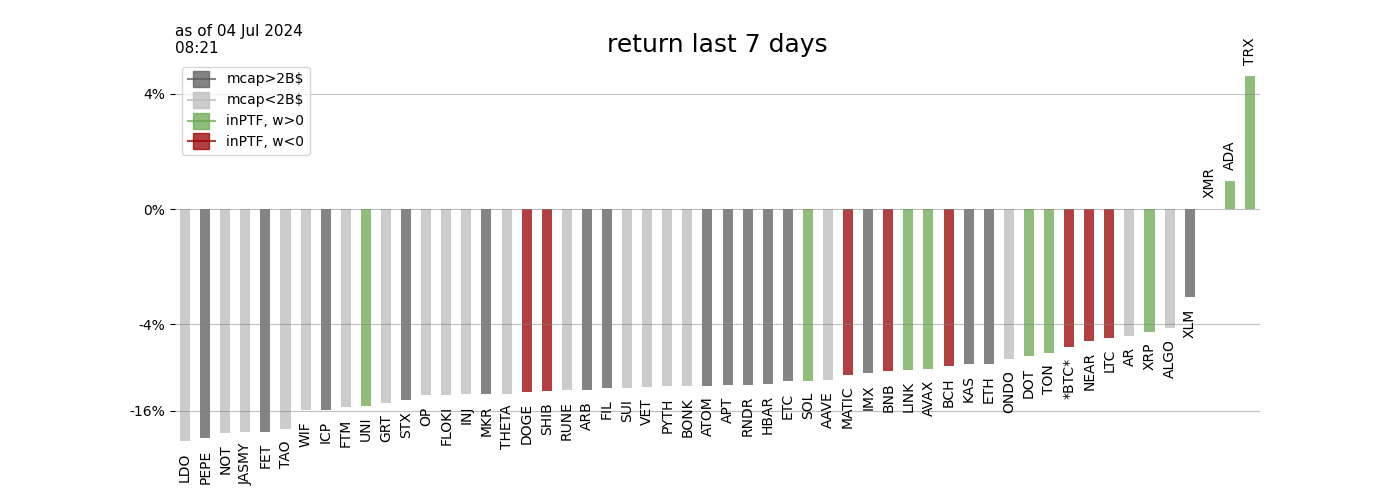 as of 04 Jul 2024
08:21
return last 7 days
mcap>2B$
mcap<2B$
inPTF, w>0
inPTF, w<0
4%
0%
-4%
-16%
LDO
PEPE
NOT
JASMY
FET
TAO
WIF
ICP
FTM
UNI
GRT
STX
OP
FLOKI
INJ
MKR
THETA
DOGE
SHIB
RUNE
ARB
FIL
SUI
VET
PYTH
BONK
ATOM
APT
RNDR
HBAR
ETC
SOL
AAVE
MATIC
IMX
BNB
LINK
AVAX
BCH
KAS
ETH
ONDO
DOT
TON
*BTC*
NEAR
LTC
AR
XRP
ALGO
XLM
XMR
ADA
TRX